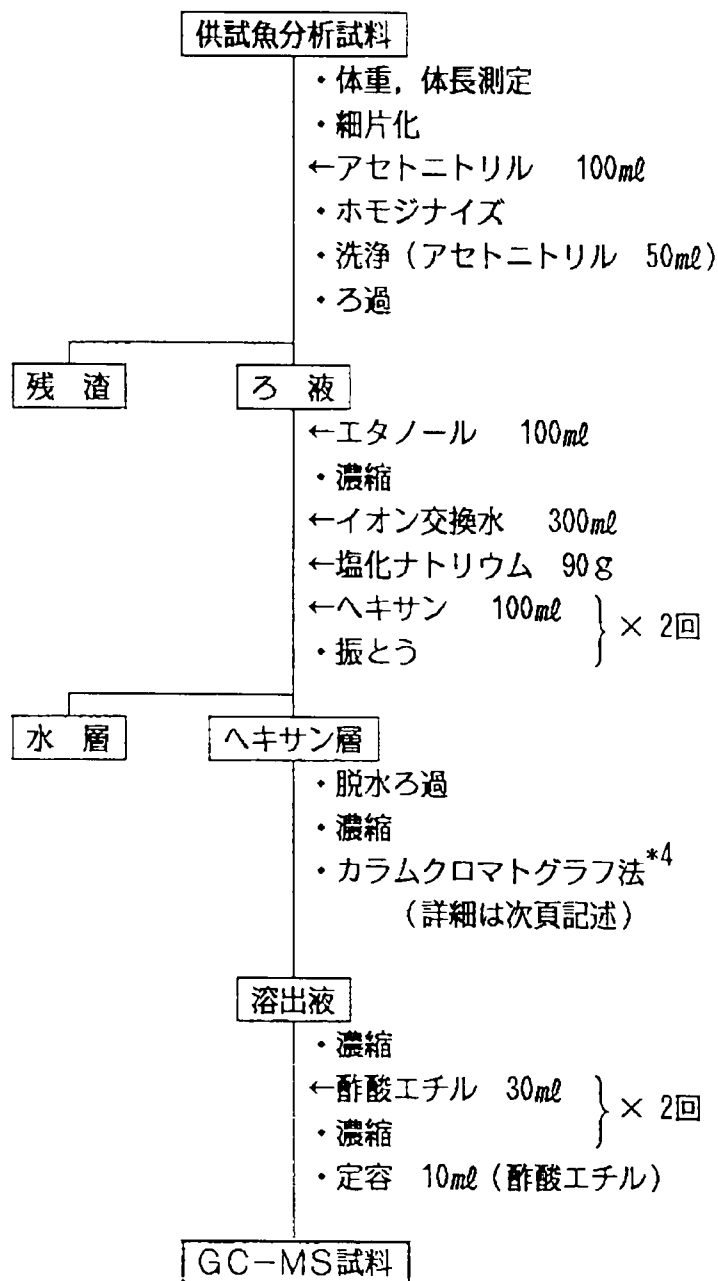 供試魚分析試料
・体重，体長測定
・細片化
←アセトニトリル 100mℓ
・ホモジナイズ
・洗浄（アセトニトリル 50mℓ）
・ろ過
残 渣 ろ 液
←エタノール 100mℓ
・濃縮
←イオン交換水 300mℓ
←塩化ナトリウム 90g
←ヘキサン 100mℓ
・振とう
× 2回
水 層 ヘキサン層
・脱水ろ過
・濃縮
・カラムクロマトグラフ法*4
（詳細は次頁記述）
溶出液
・濃縮
←酢酸エチル 30mℓ
・濃縮
× 2回
・定容 10mℓ（酢酸エチル）
GC－MS試料